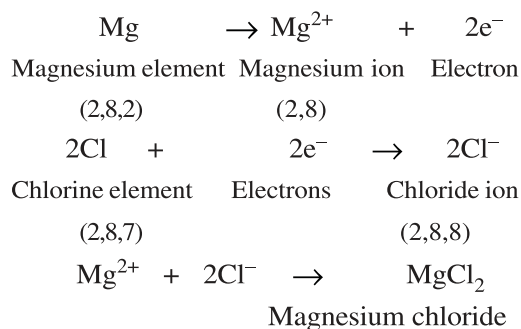 Mg → Mg²⁺ + 2e⁻
Magnesium element Magnesium ion Electron
(2,8,2) (2,8)
2Cl + 2e⁻ → 2Cl⁻
Chlorine element Electrons Chloride ion
(2,8,7) (2,8,8)
Mg²⁺ + 2Cl⁻ → MgCl₂
Magnesium chloride